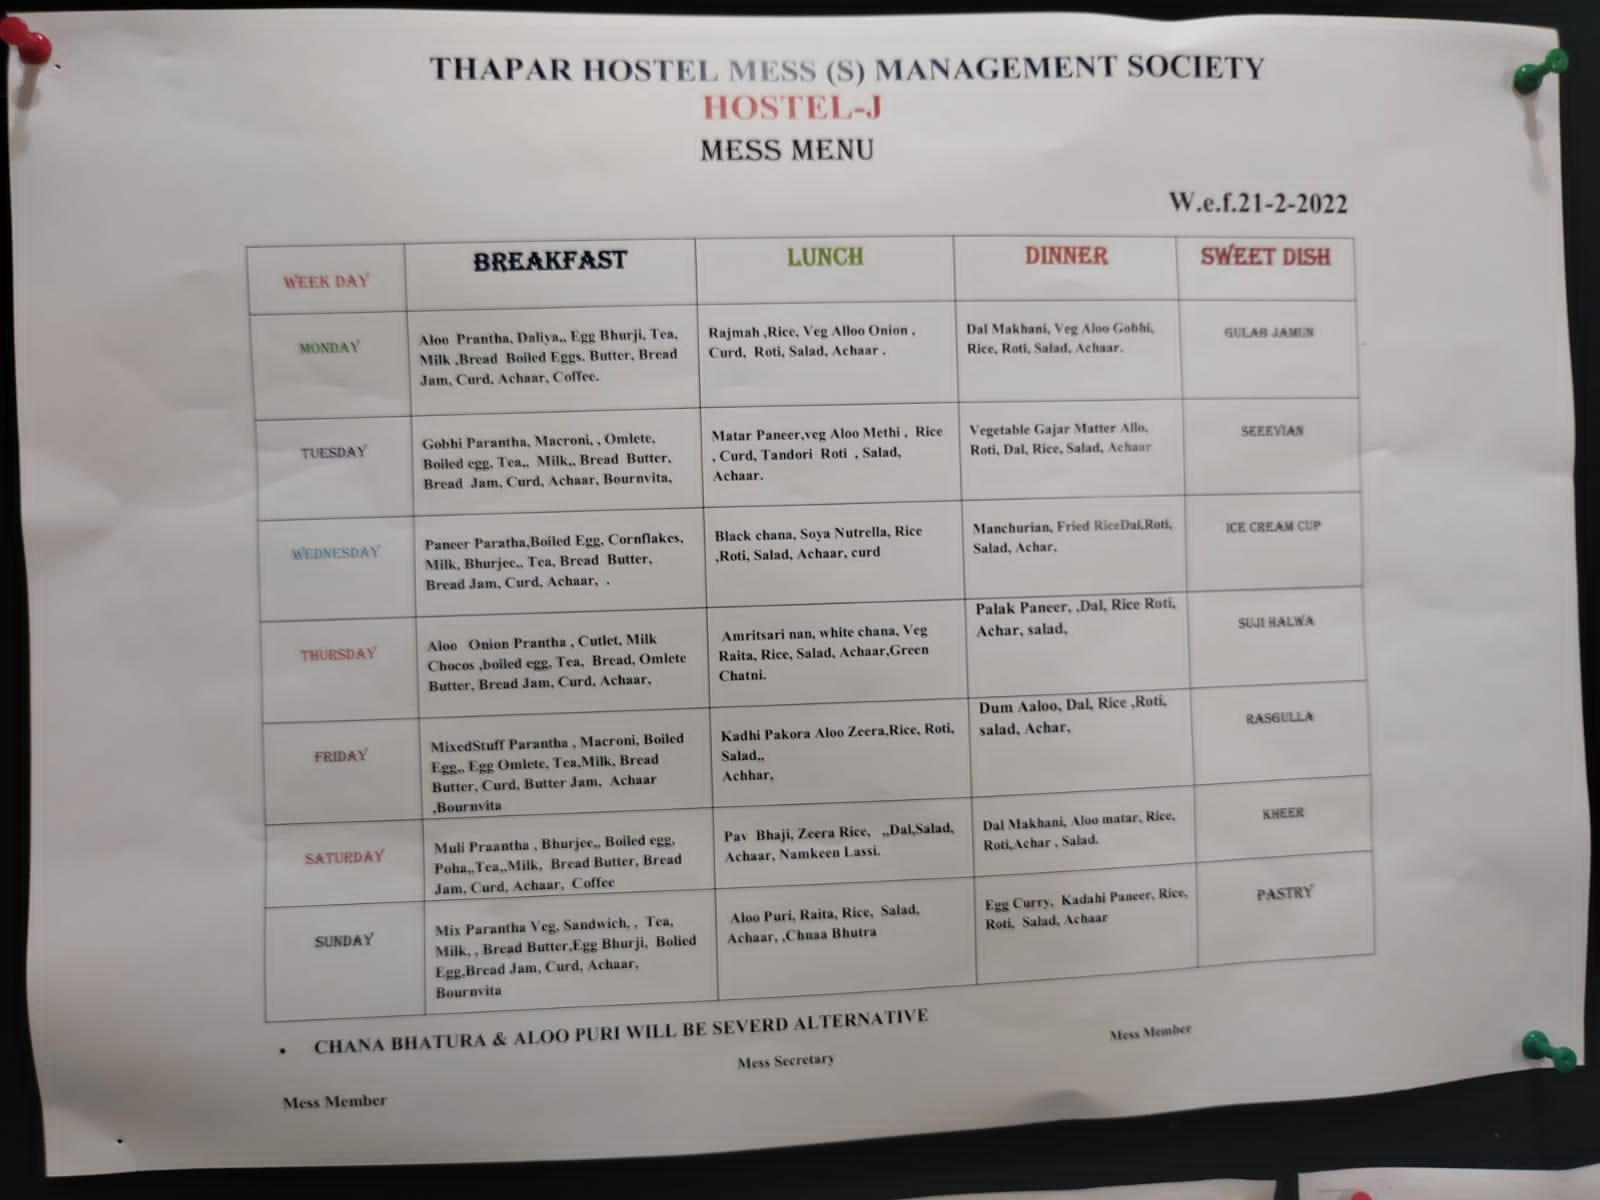 THAPAR HOSTEL MESS (S) MANAGEMENT SOCIETY
HOSTEL-J
MESS MENU
W.e.f.21-2-2022
WEEK DAY
BREAKFAST
LUNCH
DINNER
SWEET DISH
MONDAY
Aloo Prantha, Daliya,, Egg Bhurji, Tea,
Milk ,Bread Boiled Eggs, Butter, Bread
Jam, Curd, Achaar, Coffee.
Rajmah ,Rice, Veg Alloo Onion ,
Curd, Roti, Salad, Achaar .
Dal Makhani, Veg Aloo Gobhi,
Rice, Roti, Salad, Achaar.
GULAB JAMUN
TUESDAY
Gobhi Parantha, Macroni, , Omlete,
Boiled egg, Tea,, Milk,, Bread Butter,
Bread Jam, Curd, Achaar, Bournvita,
Matar Paneer,veg Aloo Methi , Rice
, Curd, Tandori Roti , Salad,
Achaar.
Vegetable Gajar Matter Allo,
Roti, Dal, Rice, Salad, Achaar
SEEEVIAN
WEDNESDAY
Paneer Paratha,Boiled Egg, Cornflakes,
Milk, Bhurjee,, Tea, Bread Butter,
Bread Jam, Curd, Achaar, .
Black chana, Soya Nutrella, Rice
,Roti, Salad, Achaar, curd
Manchurian, Fried RiceDal,Roti,
Salad, Achar,
ICE CREAM CUP
THURSDAY
Aloo Onion Prantha , Cutlet, Milk
Chocos ,boiled egg, Tea, Bread, Omlete
Butter, Bread Jam, Curd, Achaar,
Amritsari nan, white chana, Veg
Raita, Rice, Salad, Achaar,Green
Chatni.
Palak Paneer, ,Dal, Rice Roti,
Achar, salad,
SUJI HALWA
FRIDAY
MixedStuff Parantha , Macroni, Boiled
Egg,, Egg Omlete, Tea,Milk, Bread
Butter, Curd, Butter Jam, Achaar
,Bournvita
Kadhi Pakora Aloo Zeera,Rice, Roti,
Salad,,
Achhar,
Dum Aaloo, Dal, Rice ,Roti,
salad, Achar,
RASGULLA
SATURDAY
Muli Praantha , Bhurjee,, Boiled egg,
Poha,,Tea,,Milk, Bread Butter, Bread
Jam, Curd, Achaar, Coffee
Pav Bhaji, Zeera Rice, ,,Dal,Salad,
Achaar, Namkeen Lassi.
Dal Makhani, Aloo matar, Rice,
Roti,Achar , Salad.
KHEER
SUNDAY
Mix Parantha Veg, Sandwich, , Tea,
Milk, , Bread Butter,Egg Bhurji, Bolied
Egg,Bread Jam, Curd, Achaar,
Bournvita
Aloo Puri, Raita, Rice, Salad,
Achaar, ,Chnaa Bhutra
Egg Curry, Kadahi Paneer, Rice,
Roti, Salad, Achaar
PASTRY
• CHANA BHATURA & ALOO PURI WILL BE SEVERD ALTERNATIVE
Mess Member
Mess Secretary
Mess Member